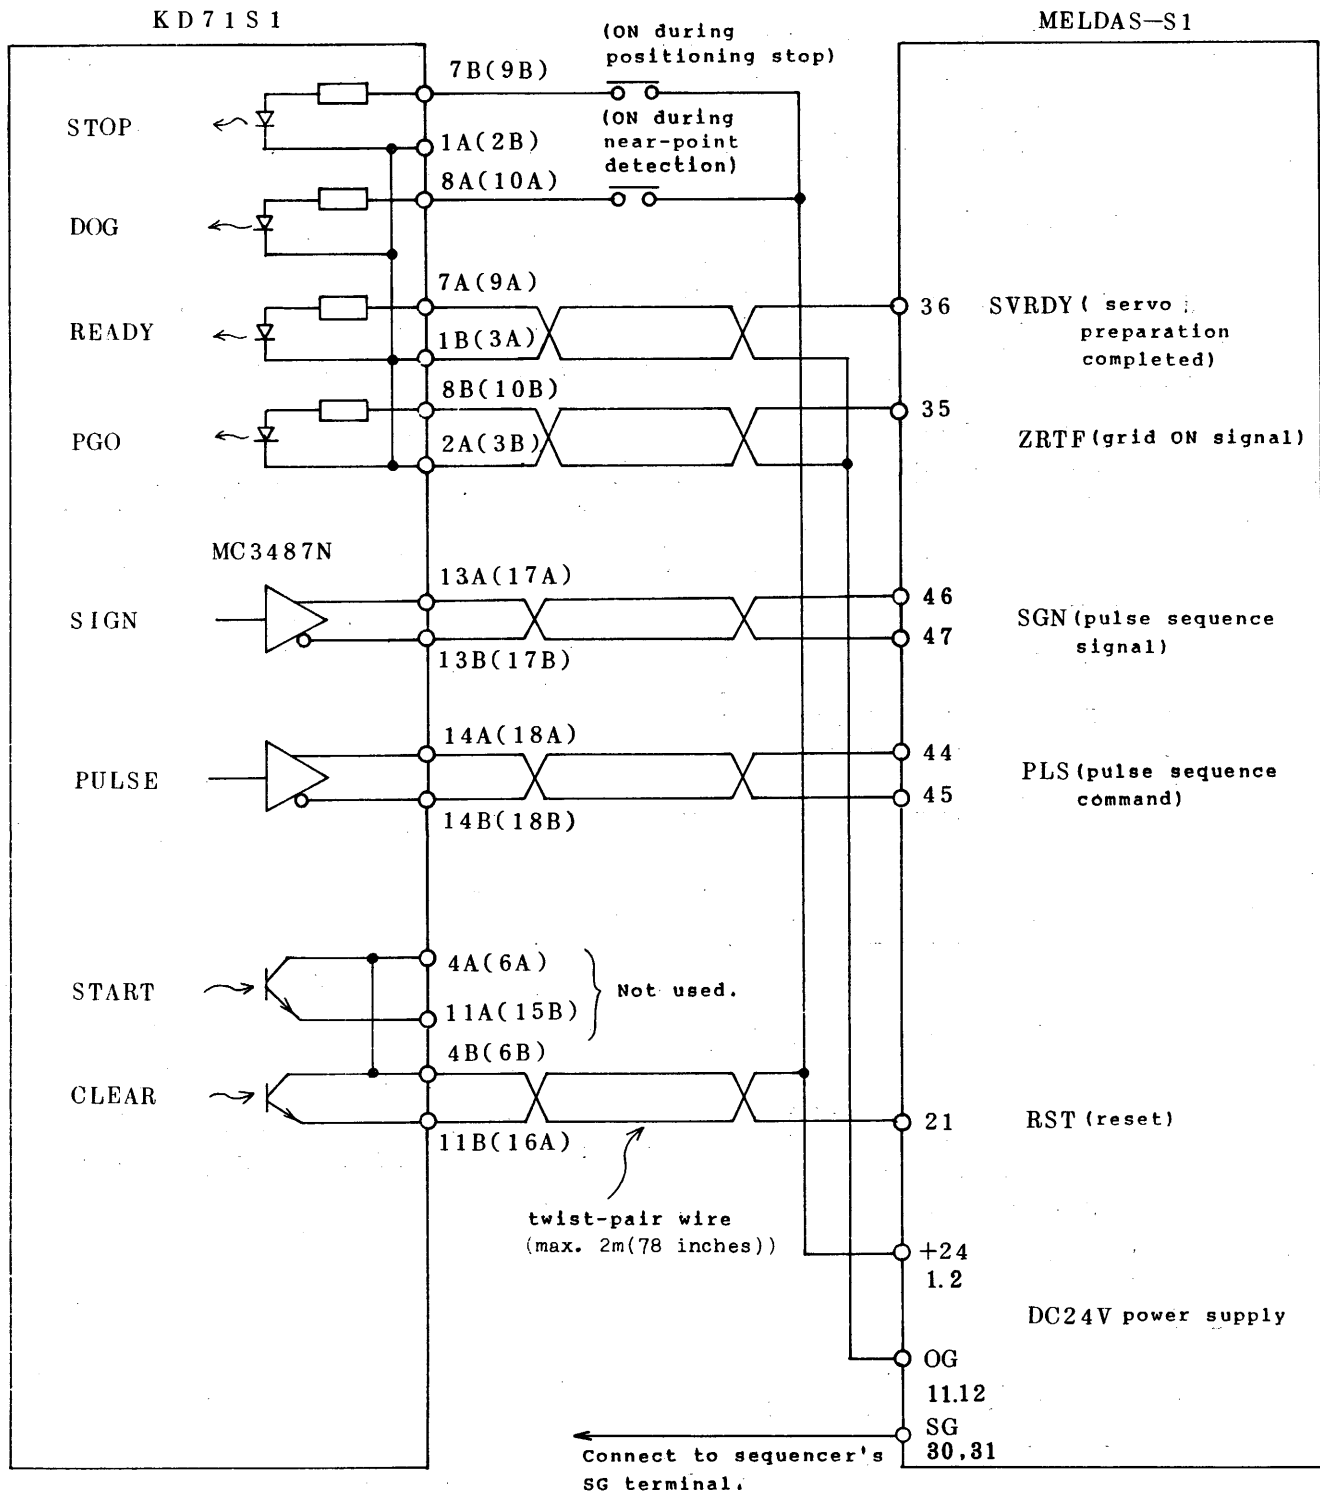 KD71S1
MELDAS-S1
(ON during
positioning stop)
7B(9B)
STOP
(ON during
near-point
detection)
1A(2B)
8A(10A)
DOG
7A(9A)
READY
1B(3A)
36 SVRDY( servo
preparation
completed)
8B(10B)
35
PGO
2A(3B)
ZRTF(grid ON signal)
MC3487N
13A(17A)
46
SIGN
SGN(pulse sequence
signal)
47
13B(17B)
14A(18A)
44
PULSE
PLS(pulse sequence
command)
45
14B(18B)
4A(6A)
START
Not used.
11A(15B)
4B(6B)
CLEAR
21 RST(reset)
11B(16A)
twist-pair wire
(max. 2m(78 inches))
+24
1.2
DC24V power supply
OG
11.12
SG
30,31
Connect to sequencer's
SG terminal.